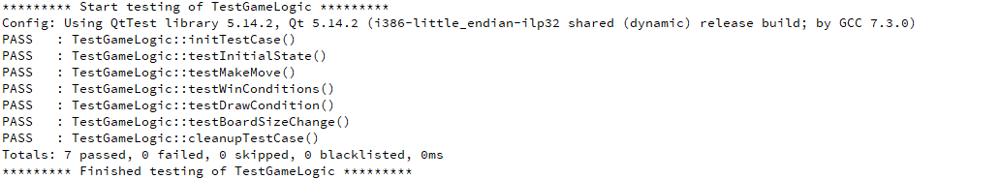 ********* Start testing of TestGameLogic *********
Config: Using QtTest library 5.14.2, Qt 5.14.2 (i386-little_endian-ilp32 shared (dynamic) release build; by GCC 7.3.0)
PASS   : TestGameLogic::initTestCase()
PASS   : TestGameLogic::testInitialState()
PASS   : TestGameLogic::testMakeMove()
PASS   : TestGameLogic::testWinConditions()
PASS   : TestGameLogic::testDrawCondition()
PASS   : TestGameLogic::testBoardSizeChange()
PASS   : TestGameLogic::cleanupTestCase()
Totals: 7 passed, 0 failed, 0 skipped, 0 blacklisted, 0ms
********* Finished testing of TestGameLogic *********